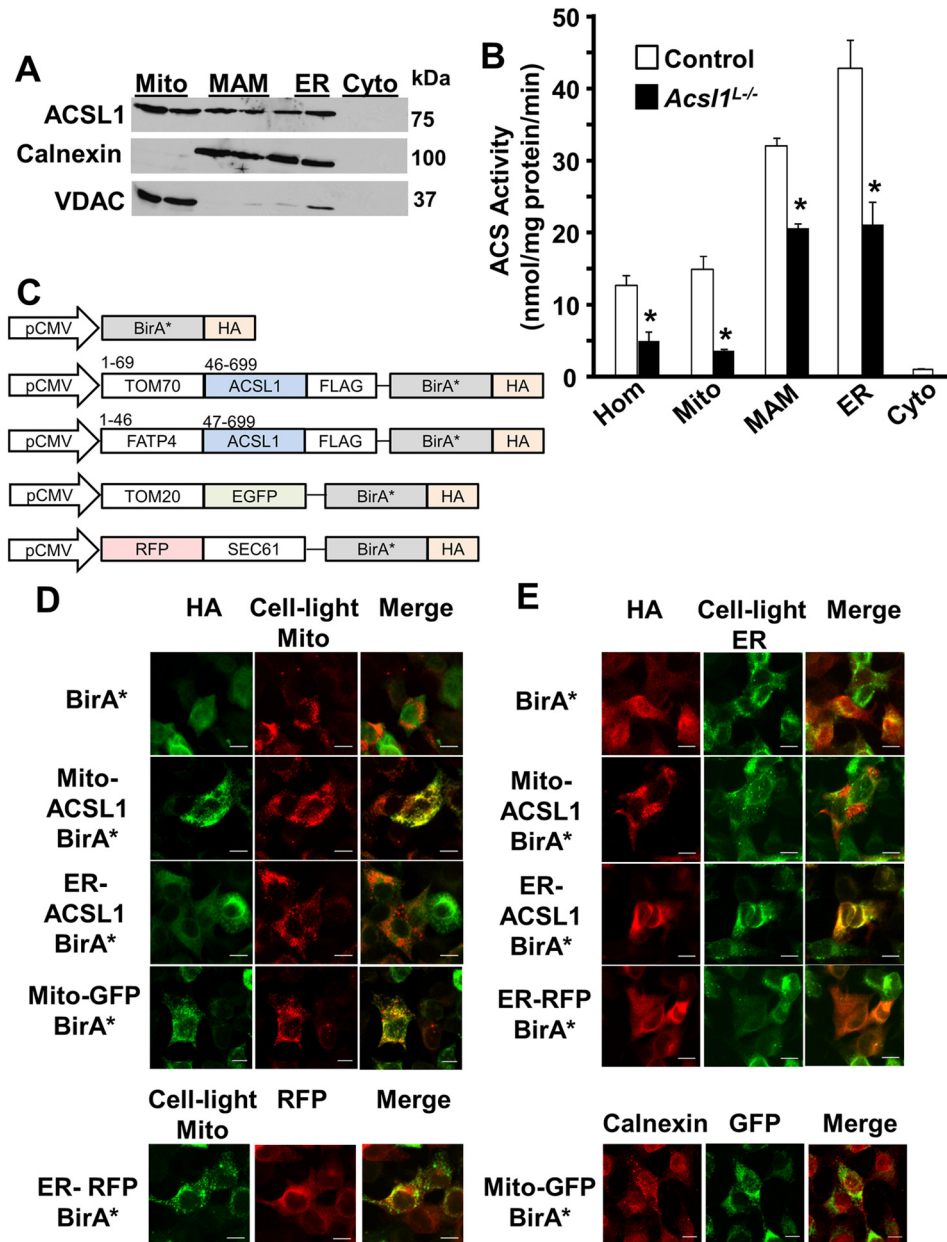 A
Mito MAM ER Cyto kDa
ACSL1 75
Calnexin 100
VDAC 37
B
Control
Acsl1L-/-
ACS Activity
(nmol/mg protein/min)
50
40
30
20
10
0
* * * *
Hom Mito MAM ER Cyto
C
pCMV BirA* HA
1-69 46-699
pCMV TOM70 ACSL1 FLAG BirA* HA
1-46 47-699
pCMV FATP4 ACSL1 FLAG BirA* HA
pCMV TOM20 EGFP BirA* HA
pCMV RFP SEC61 BirA* HA
D
HA Cell-light Merge
Mito
BirA*
Mito-
ACSL1
BirA*
ER-
ACSL1
BirA*
Mito-GFP
BirA*
Cell-light RFP Merge
Mito
ER- RFP
BirA*
E
HA Cell-light Merge
ER
BirA*
Mito-
ACSL1
BirA*
ER-
ACSL1
BirA*
ER-RFP
BirA*
Calnexin GFP Merge
Mito-GFP
BirA*